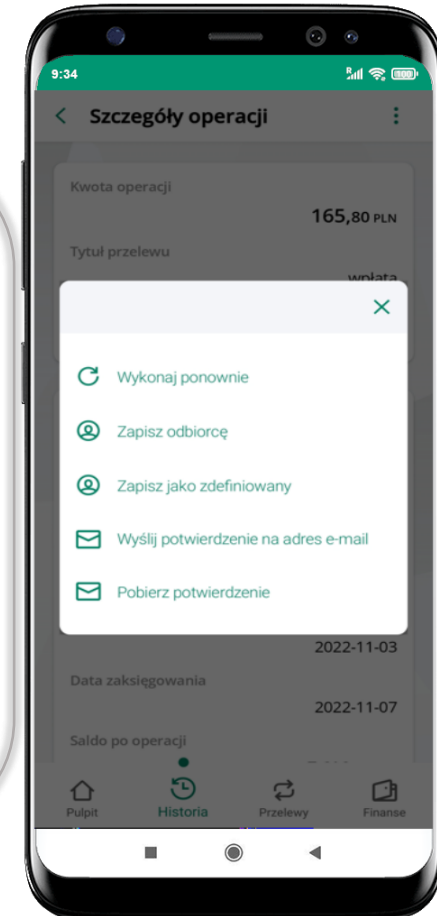 9:34
R
100
Szczegóły operacji
Kwota operacji
165,80 PLN
Tytuł przelewu
wpłata
Wykonaj ponownie
Zapisz odbiorcę
Zapisz jako zdefiniowany
Wyślij potwierdzenie na adres e-mail
Pobierz potwierdzenie
2022-11-03
Data zaksięgowania
2022-11-07
Saldo po operacji
Pulpit
Historia
Przelewy
Finanse